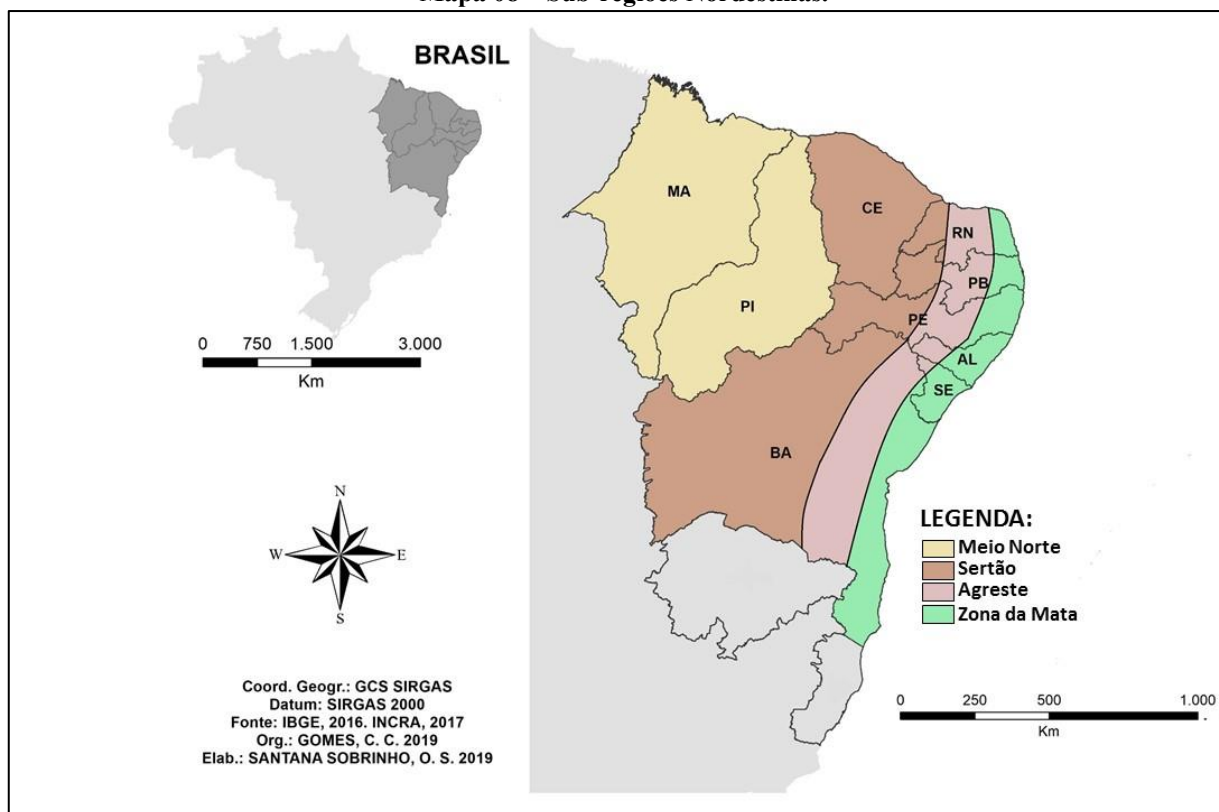 Mapa 08 – Sub-regiões Nordestinas.
BRASIL
0 750 1.500 3.000
Km
N
W E
S
Coord. Geogr.: GCS SIRGAS
Datum: SIRGAS 2000
Fonte: IBGE, 2016. INCRA, 2017
Org.: GOMES, C. C. 2019
Elab.: SANTANA SOBRINHO, O. S. 2019
MA
CE
RN
PB
PI
PE
AL
SE
BA
LEGENDA:
Meio Norte
Sertão
Agreste
Zona da Mata
0 250 500 1.000
Km